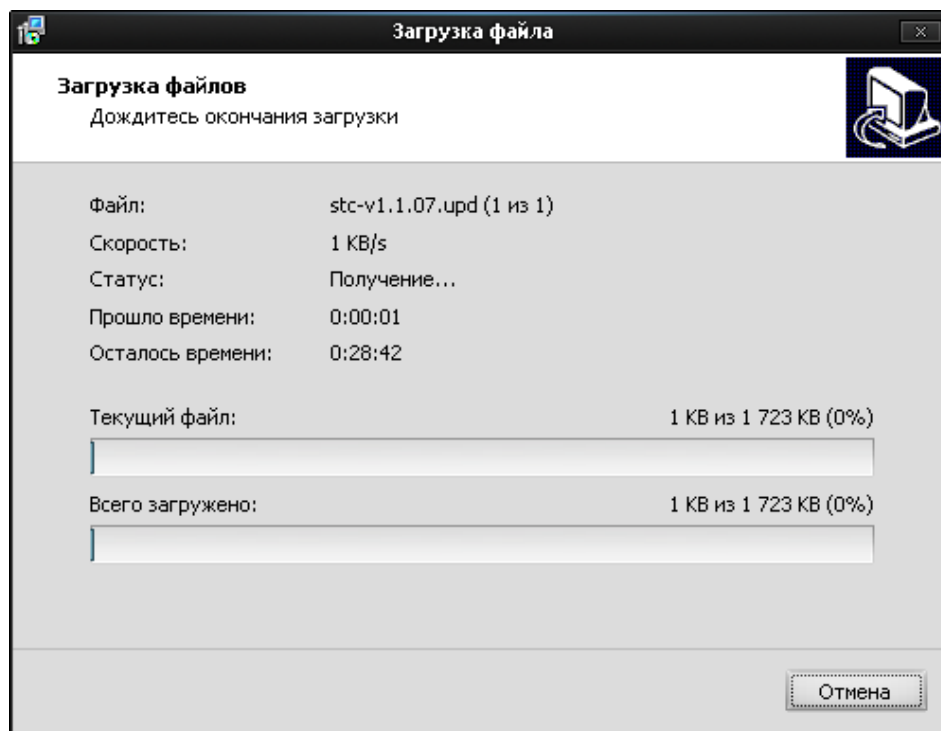 Загрузка файла
Загрузка файлов
Дождитесь окончания загрузки
Файл: stc-v1.1.07.upd (1 из 1)
Скорость: 1 KB/s
Статус: Получение...
Прошло времени: 0:00:01
Осталось времени: 0:28:42
Текущий файл: 1 KB из 1 723 KB (0%)
Всего загружено: 1 KB из 1 723 KB (0%)
Отмена